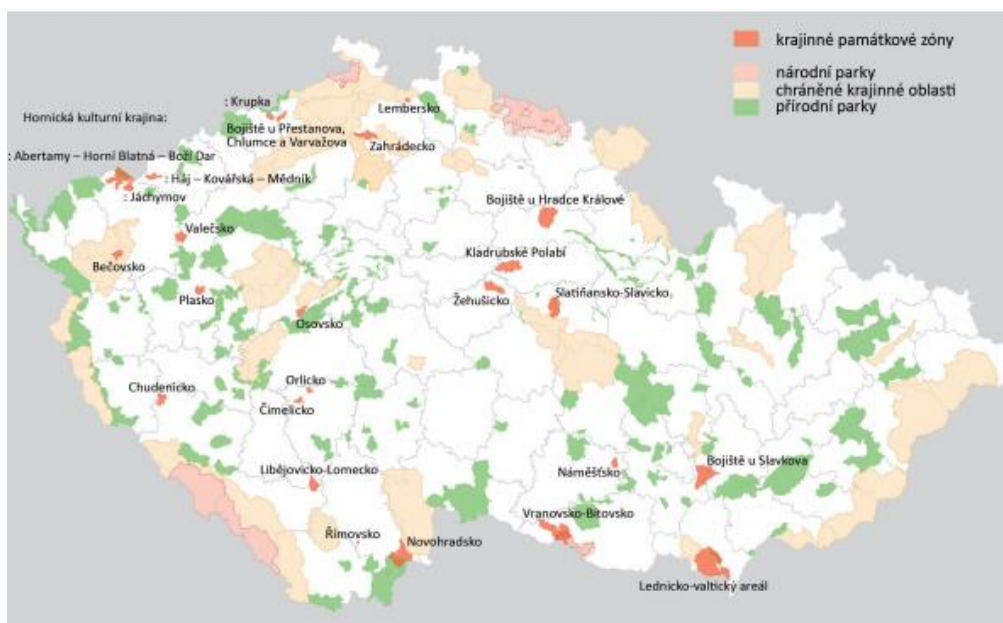 krajinné památkové zóny
národní parky
chráněné krajinné oblasti
přírodní parky
: Krupka
Lembersko
Hornická kulturní krajina:
Bojiště u Přestanova,
Chlumce a Varvažova
Zahrádecko
: Abertamy – Horní Blatná – Boží Dar
: Háj – Kovářská – Mědník
: Jáchymov
Bojiště u Hradce Králové
Valečsko
Kladrubské Polabí
Bečovsko
Plasko
Žehušicko
Slatiňansko-Slavicko
Osovsko
Chudenicko
Orlicko
Čimelicko
Libějovicko-Lomecko
Náměšťsko
Bojiště u Slavkova
Vranovsko-Bítovsko
Římovsko
Novohradsko
Lednicko-valtický areál